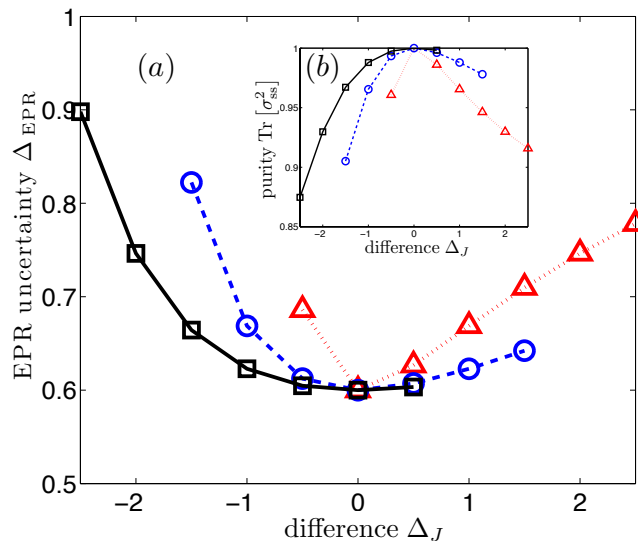 1
0.9
0.8
0.7
0.6
0.5
EPR uncertainty Δ_EPR
(a)
−2 −1 0 1 2
difference Δ_J
(b)
1
0.95
0.9
0.85
purity Tr [σ²_ss]
−2 −1 0 1 2
difference Δ_J